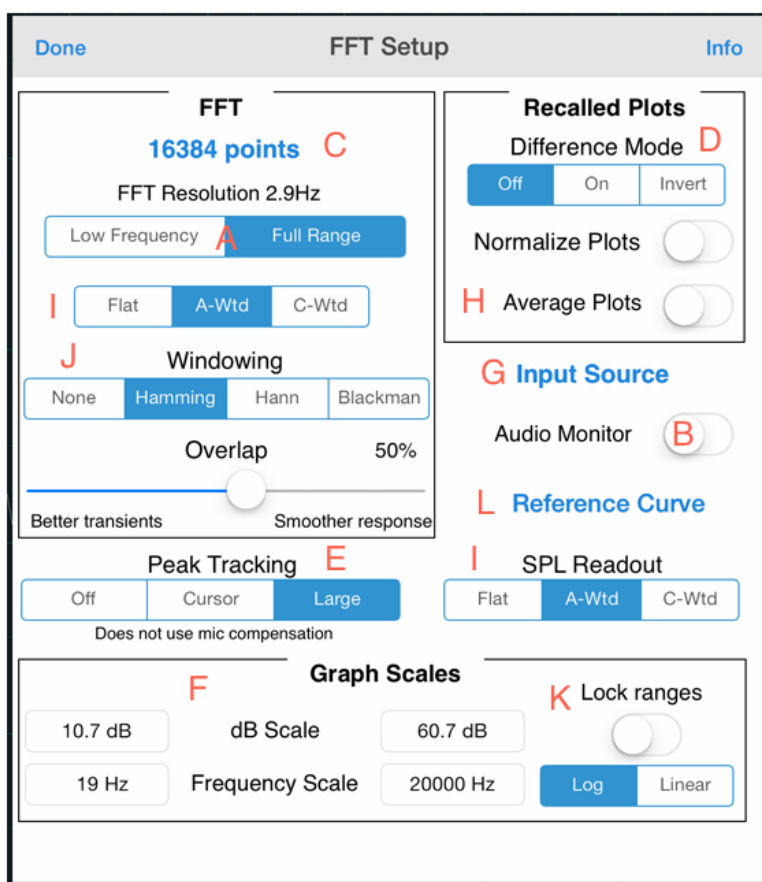 Done FFT Setup Info
FFT
16384 points C
FFT Resolution 2.9Hz
Low Frequency A Full Range
I Flat A-Wtd C-Wtd
J Windowing
None Hamming Hann Blackman
Overlap 50%
Better transients Smoother response
Recalled Plots
Difference Mode D
Off On Invert
Normalize Plots
H Average Plots
G Input Source
Audio Monitor B
L Reference Curve
Peak Tracking E
Off Cursor Large
Does not use mic compensation
I SPL Readout
Flat A-Wtd C-Wtd
Graph Scales
F K Lock ranges
10.7 dB dB Scale 60.7 dB
19 Hz Frequency Scale 20000 Hz Log Linear